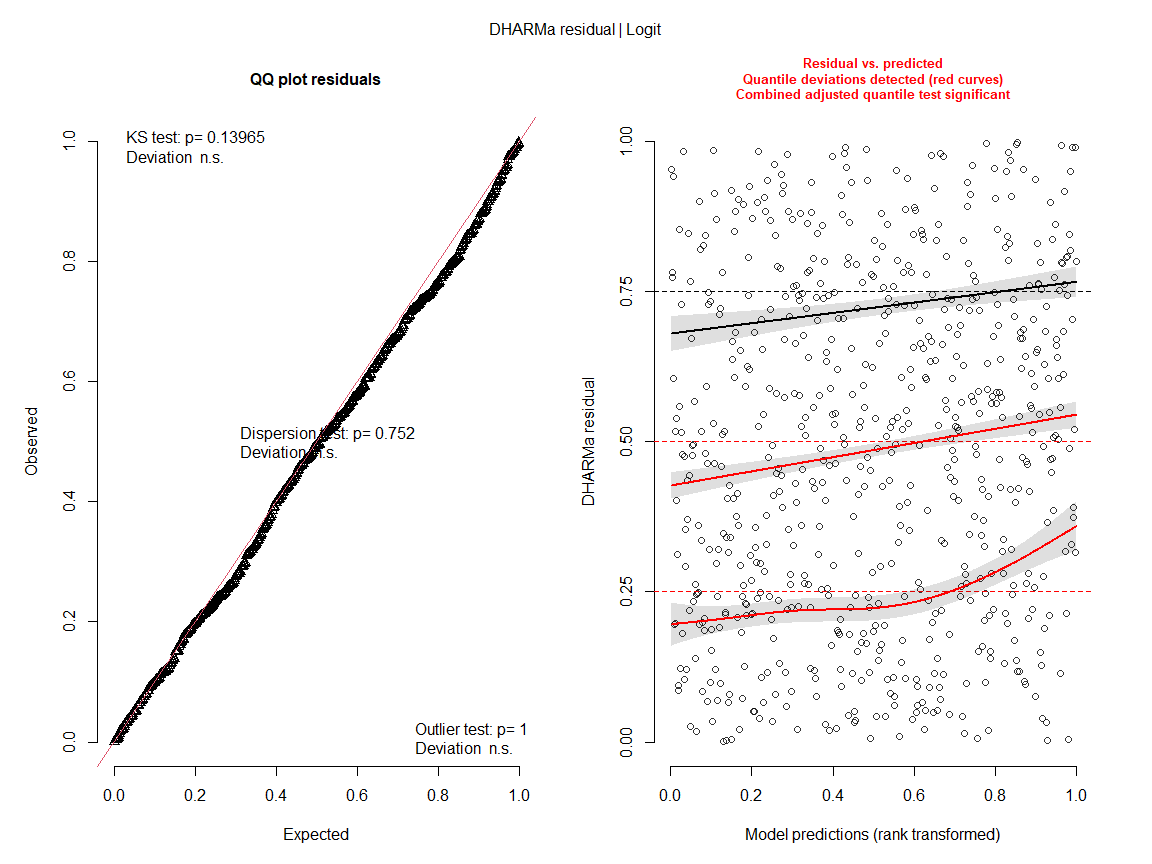 DHARMa residual | Logit
QQ plot residuals
KS test: p= 0.13965
Deviation n.s.
Dispersion test: p= 0.752
Deviation n.s.
Outlier test: p= 1
Deviation n.s.
Observed
1.0
0.8
0.6
0.4
0.2
0.0
0.0 0.2 0.4 0.6 0.8 1.0
Expected
Residual vs. predicted
Quantile deviations detected (red curves)
Combined adjusted quantile test significant
DHARMa residual
1.00
0.75
0.50
0.25
0.00
0.0 0.2 0.4 0.6 0.8 1.0
Model predictions (rank transformed)